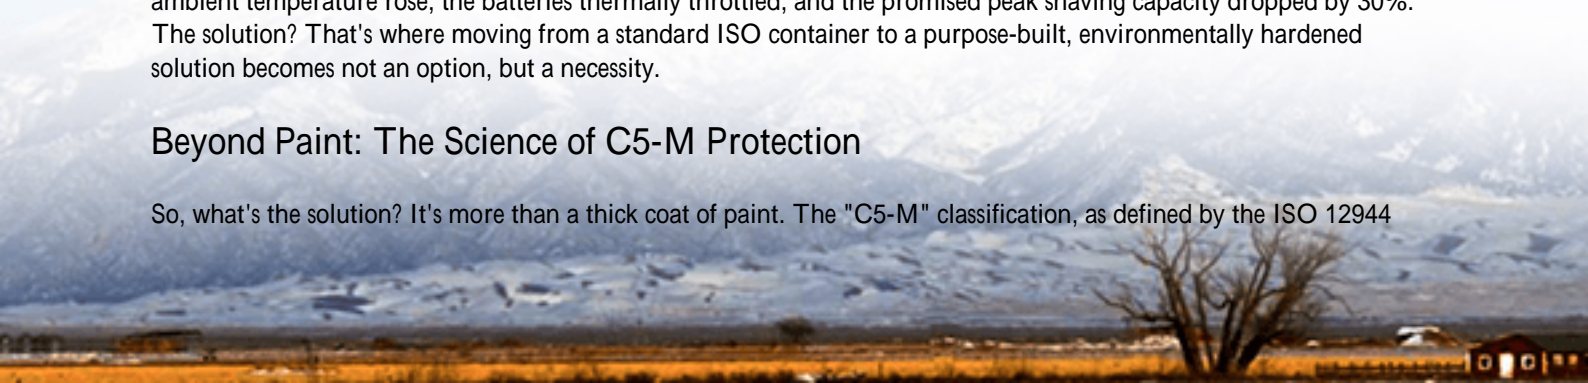 ambient temperature rose, the batteries thermally throttled, and the promised peak shaving capacity dropped by 30%.
The solution? That's where moving from a standard ISO container to a purpose-built, environmentally hardened
solution becomes not an option, but a necessity.
Beyond Paint: The Science of C5-M Protection
So, what's the solution? It's more than a thick coat of paint. The "C5-M" classification, as defined by the ISO 12944